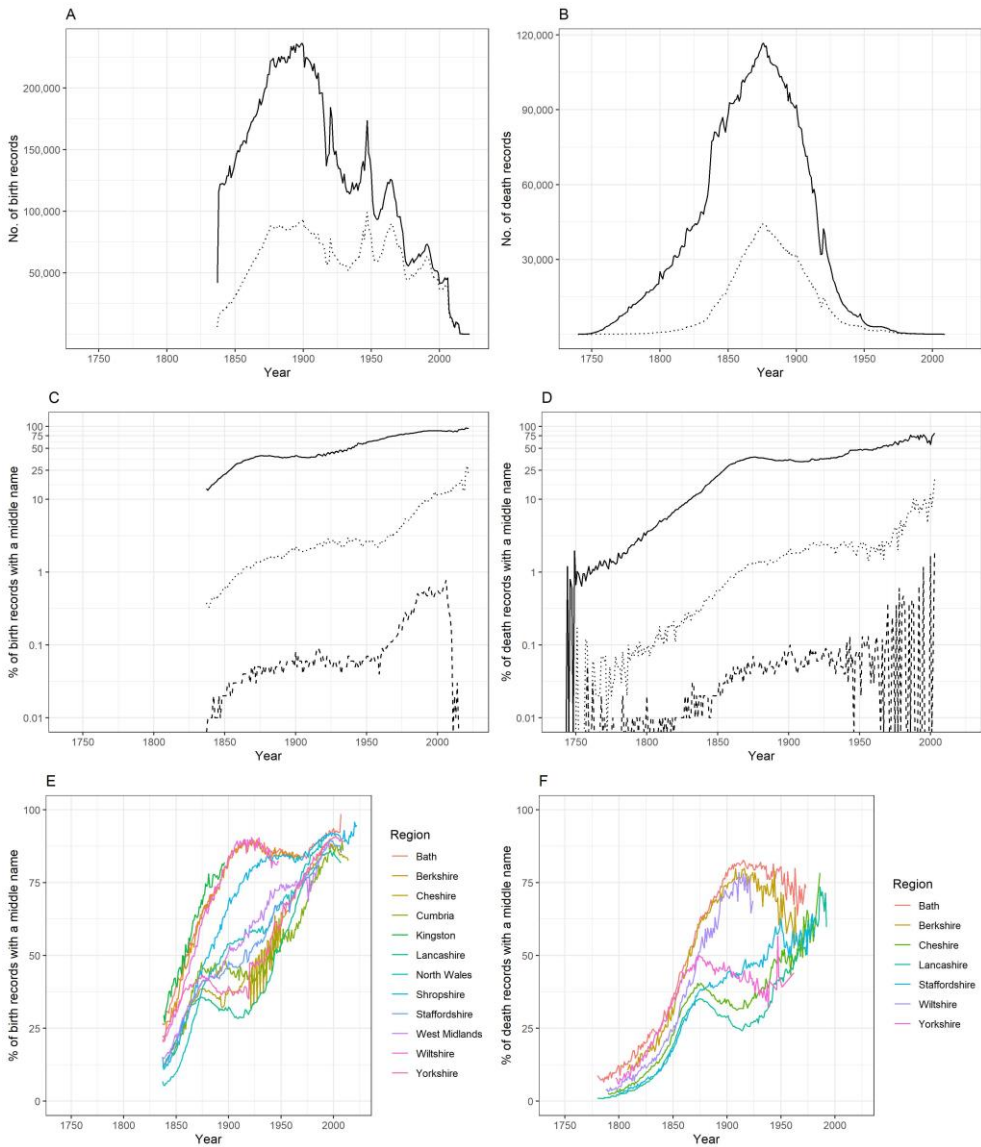 A
No. of birth records
200,000
150,000
100,000
50,000
1750 1800 1850 1900 1950 2000
Year
B
No. of death records
120,000
90,000
60,000
30,000
1750 1800 1850 1900 1950 2000
Year
C
% of birth records with a middle name
100
75
50
25
10
1
0.1
0.01
1750 1800 1850 1900 1950 2000
Year
D
% of death records with a middle name
100
75
50
25
10
1
0.1
0.01
1750 1800 1850 1900 1950 2000
Year
E
% of birth records with a middle name
100
75
50
25
0
1750 1800 1850 1900 1950 2000
Year
Region
Bath
Berkshire
Cheshire
Cumbria
Kingston
Lancashire
North Wales
Shropshire
Staffordshire
West Midlands
Wiltshire
Yorkshire
F
% of death records with a middle name
100
75
50
25
0
1750 1800 1850 1900 1950 2000
Year
Region
Bath
Berkshire
Cheshire
Lancashire
Staffordshire
Wiltshire
Yorkshire